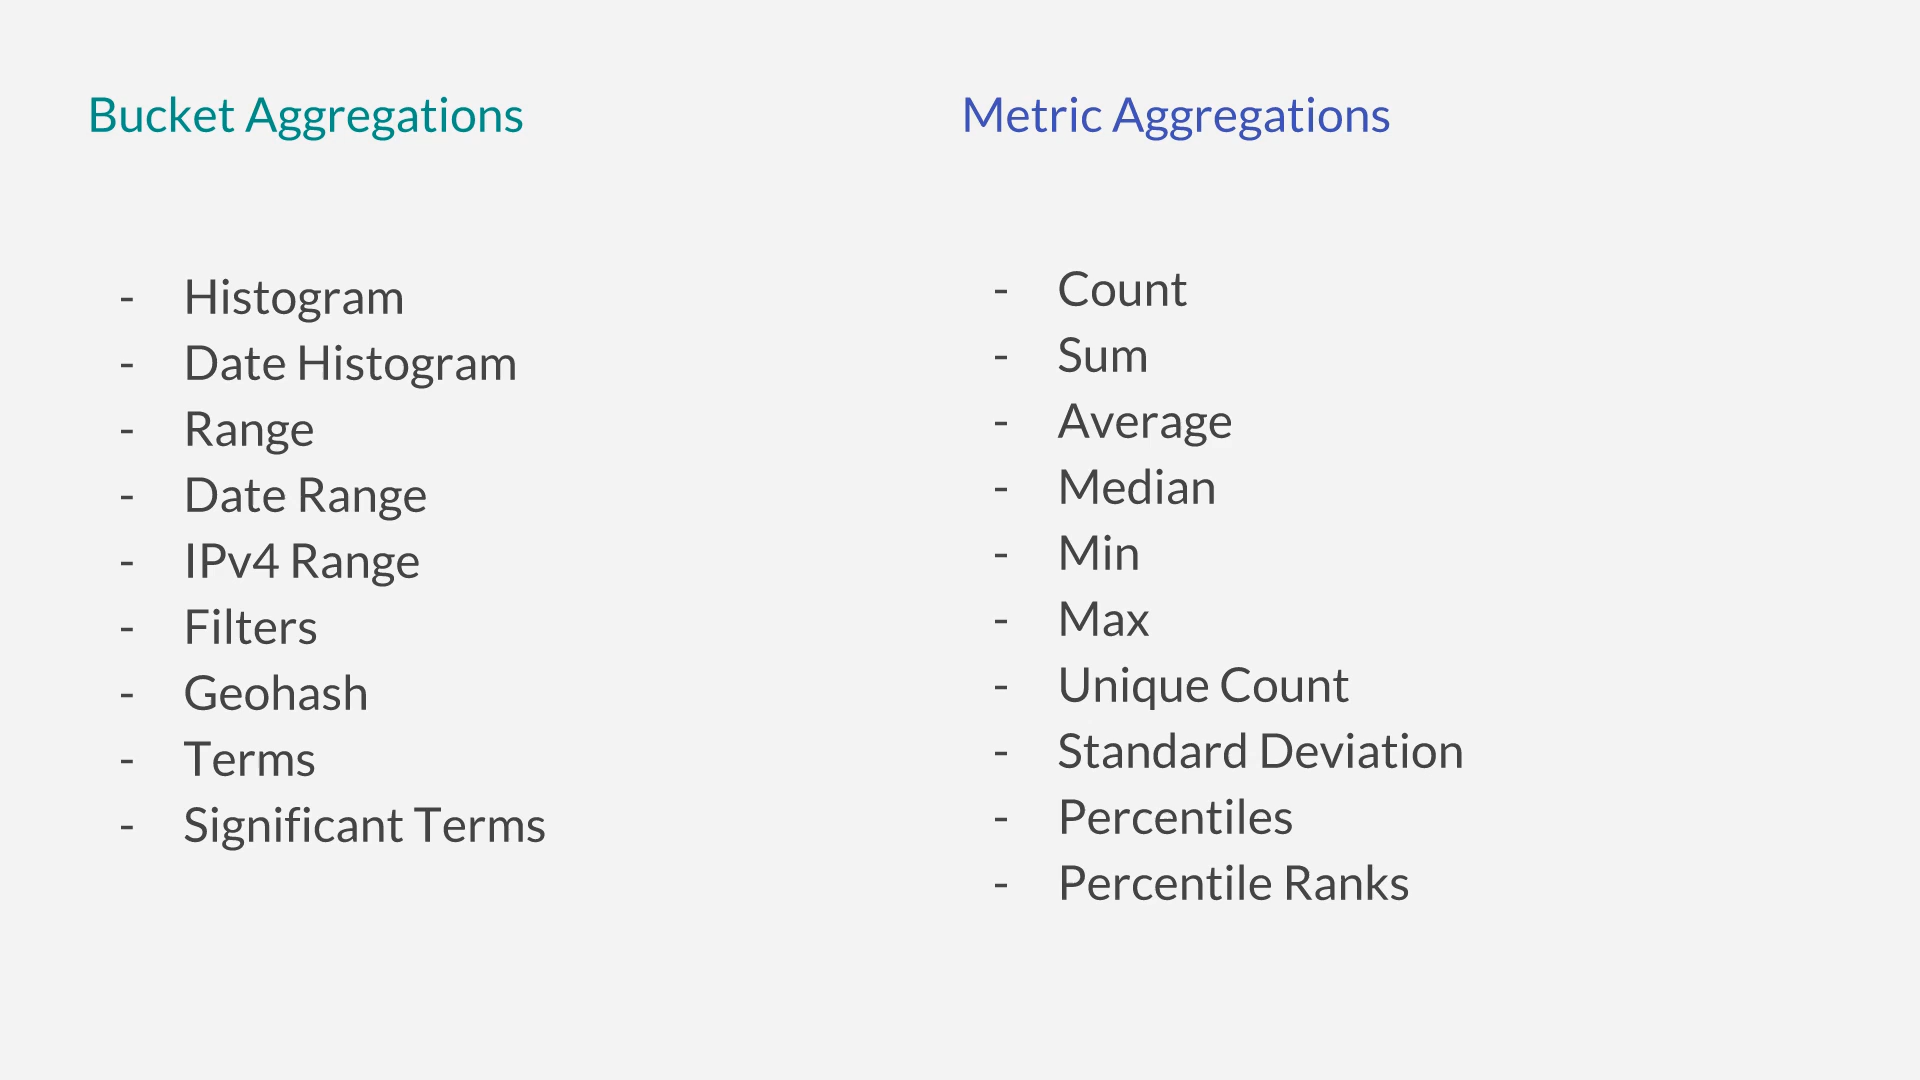 Bucket Aggregations
- Histogram
- Date Histogram
- Range
- Date Range
- IPv4 Range
- Filters
- Geohash
- Terms
- Significant Terms
Metric Aggregations
- Count
- Sum
- Average
- Median
- Min
- Max
- Unique Count
- Standard Deviation
- Percentiles
- Percentile Ranks